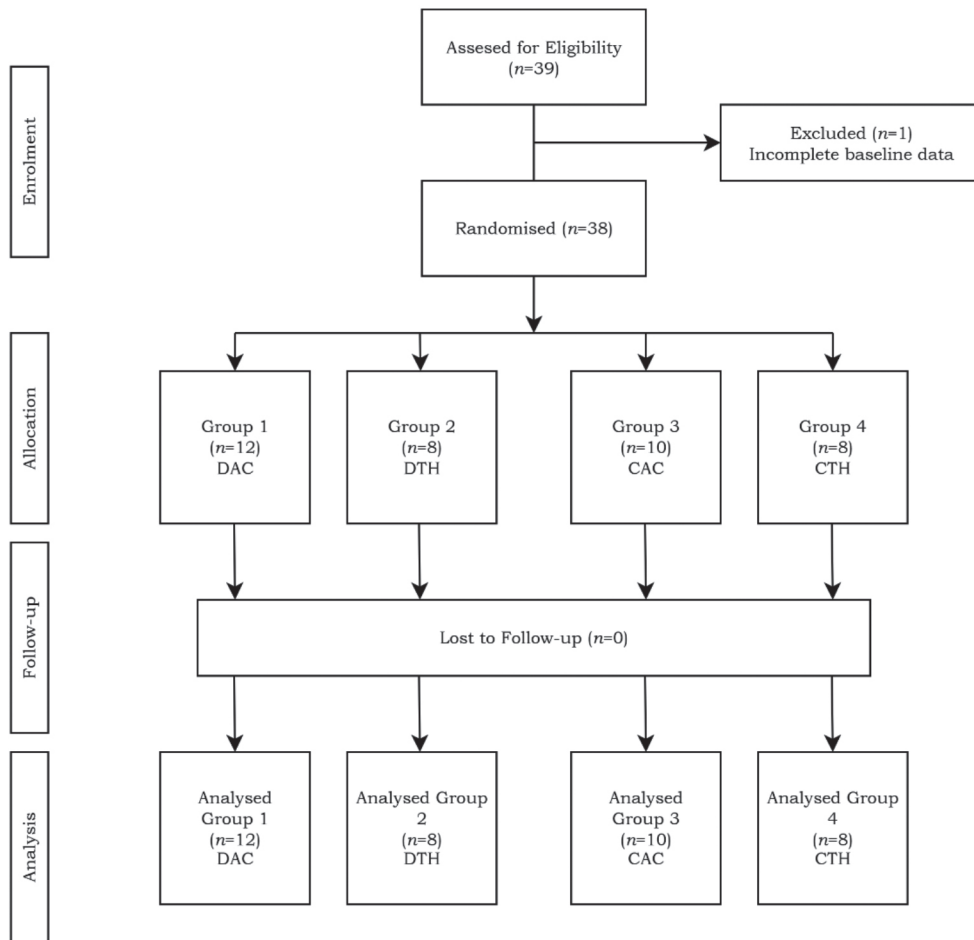 Assesed for Eligibility
(n=39)
Enrolment
Excluded (n=1)
Incomplete baseline data
Randomised (n=38)
Allocation
Group 1
(n=12)
DAC
Group 2
(n=8)
DTH
Group 3
(n=10)
CAC
Group 4
(n=8)
CTH
Follow-up
Lost to Follow-up (n=0)
Analysis
Analysed
Group 1
(n=12)
DAC
Analysed Group
2
(n=8)
DTH
Analysed
Group 3
(n=10)
CAC
Analysed Group
4
(n=8)
CTH